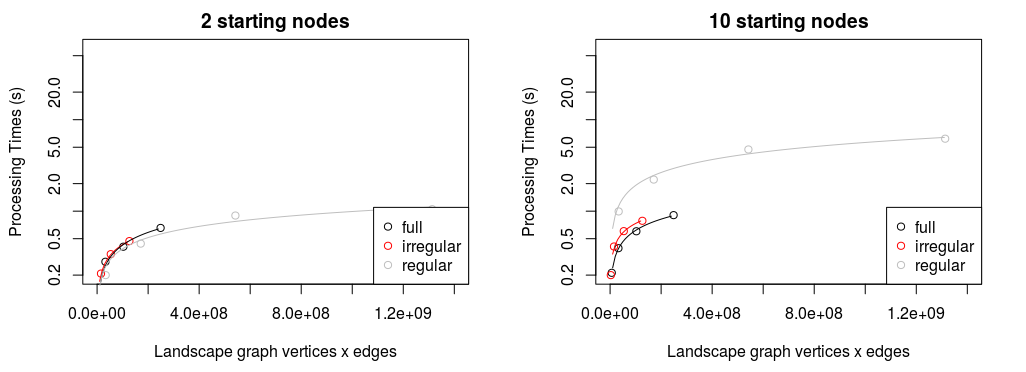 2 starting nodes
Processing Times (s)
20.0
5.0
2.0
0.5
0.2
full
irregular
regular
0.0e+00 4.0e+08 8.0e+08 1.2e+09
Landscape graph vertices x edges
10 starting nodes
Processing Times (s)
20.0
5.0
2.0
0.5
0.2
full
irregular
regular
0.0e+00 4.0e+08 8.0e+08 1.2e+09
Landscape graph vertices x edges